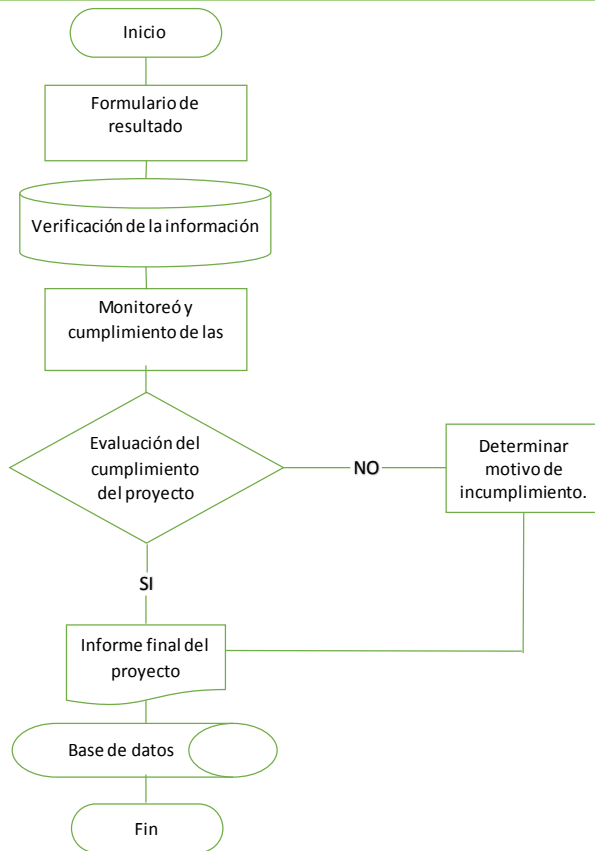 Inicio
Formulario de
resultado
Verificación de la información
Monitoreó y
cumplimiento de las
Evaluación del
cumplimiento
del proyecto
NO
Determinar
motivo de
incumplimiento.
SI
Informe final del
proyecto
Base de datos
Fin